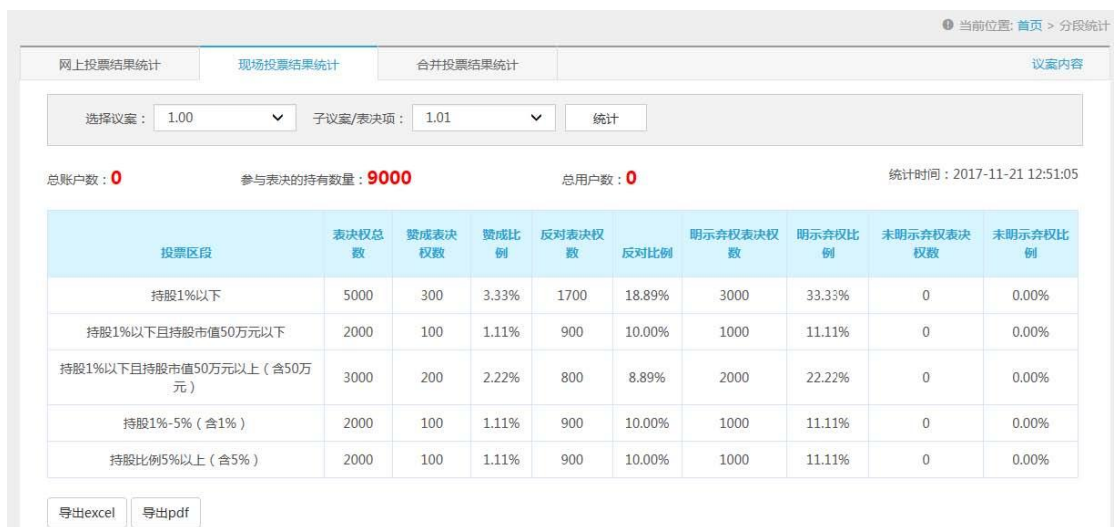 当前位置: 首页 > 分段统计
网上投票结果统计 现场投票结果统计 合并投票结果统计 议案内容
选择议案： 1.00 子议案/表决项： 1.01 统计
总账户数：0 参与表决的持有数量：9000 总用户数：0 统计时间：2017-11-21 12:51:05
投票区段 表决权总数 赞成表决权数 赞成比例 反对表决权数 反对比例 明示弃权表决权数 明示弃权比例 未明示弃权表决权数 未明示弃权比例
持股1%以下 5000 300 3.33% 1700 18.89% 3000 33.33% 0 0.00%
持股1%以下且持股市值50万元以下 2000 100 1.11% 900 10.00% 1000 11.11% 0 0.00%
持股1%以下且持股市值50万元以上（含50万元） 3000 200 2.22% 800 8.89% 2000 22.22% 0 0.00%
持股1%-5%（含1%） 2000 100 1.11% 900 10.00% 1000 11.11% 0 0.00%
持股比例5%以上（含5%） 2000 100 1.11% 900 10.00% 1000 11.11% 0 0.00%
导出excel 导出pdf